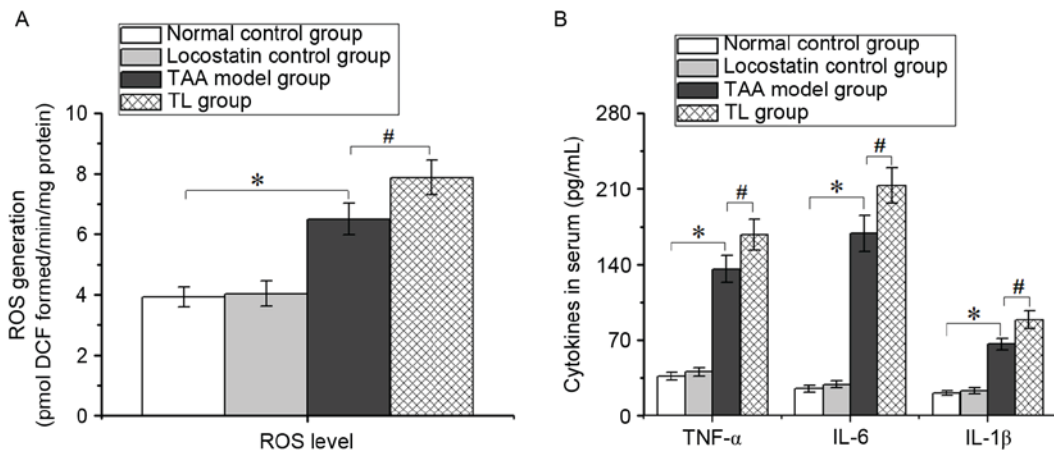 A
Normal control group
Locostatin control group
TAA model group
TL group
ROS generation
(pmol DCF formed/min/mg protein)
10
8
6
4
2
0
*
#
ROS level
B
Normal control group
Locostatin control group
TAA model group
TL group
Cytokines in serum (pg/mL)
280
210
140
70
0
*
#
*
#
*
#
TNF-α
IL-6
IL-1β